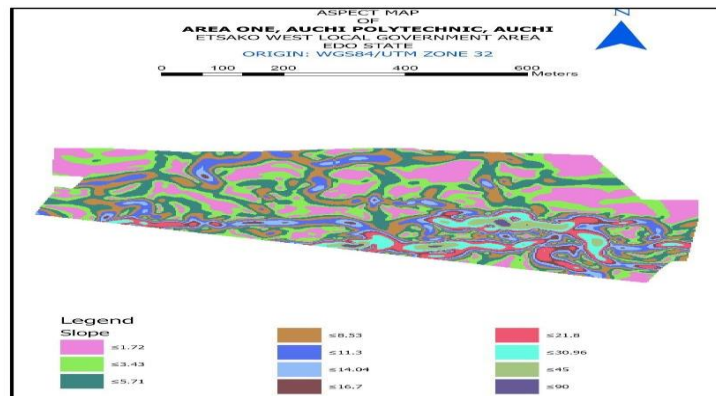 ASPECT MAP
OF
AREA ONE, AUCHI POLYTECHNIC, AUCHI
ETSAKO WEST LOCAL GOVERNMENT AREA
EDO STATE
ORIGIN: WGS84/UTM ZONE 32
N
0 100 200 400 600
Meters
Legend
Slope
≤1.72
≤3.43
≤5.71
≤8.53
≤11.3
≤14.04
≤16.7
≤21.8
≤30.96
≤45
≤90